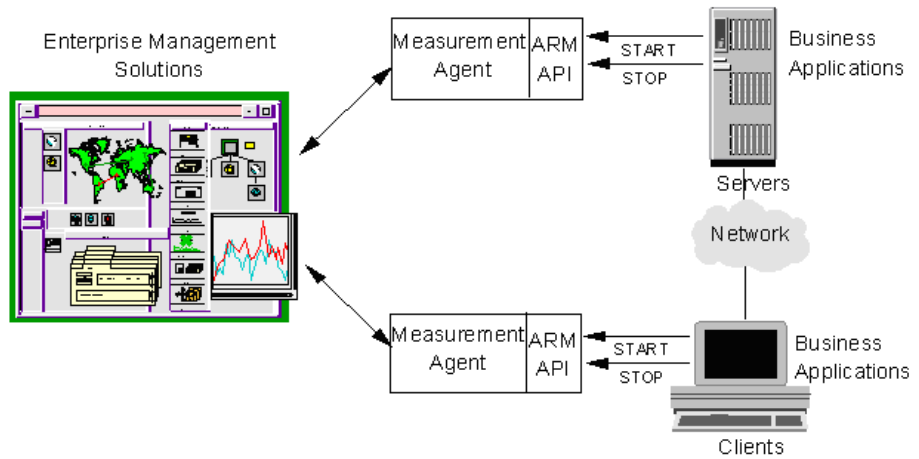 Enterprise Management
Solutions
Measurement
Agent
ARM
API
START
STOP
Business
Applications
Servers
Network
Measurement
Agent
ARM
API
START
STOP
Business
Applications
Clients